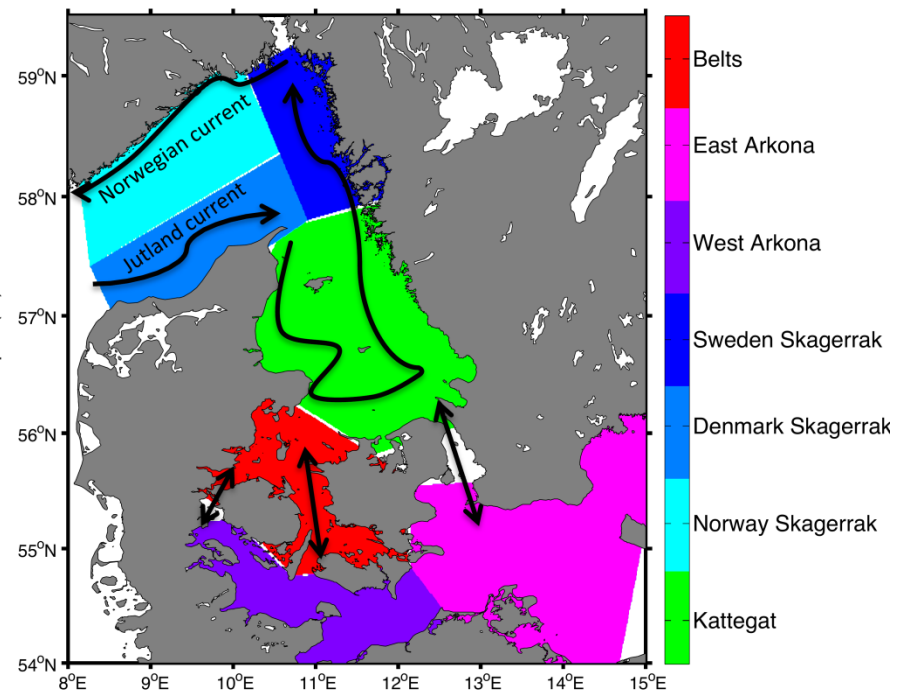 59°N
58°N
57°N
56°N
55°N
54°N
8°E
9°E
10°E
11°E
12°E
13°E
14°E
15°E
Norwegian current
Jutland current
Belts
East Arkona
West Arkona
Sweden Skagerrak
Denmark Skagerrak
Norway Skagerrak
Kattegat